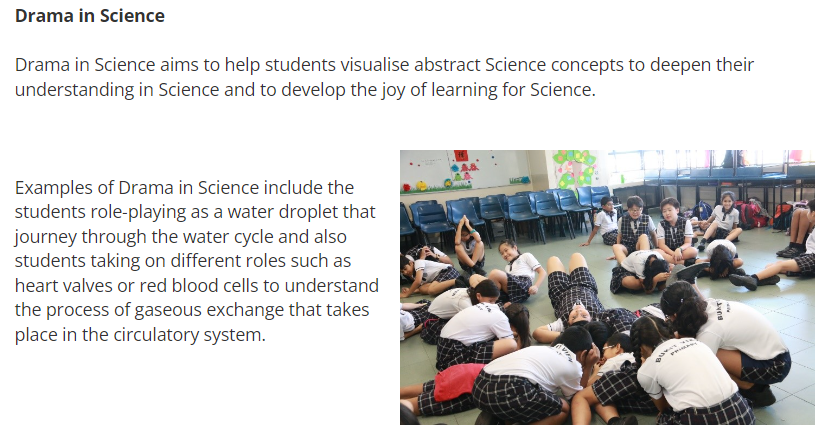 Drama in Science
Drama in Science aims to help students visualise abstract Science concepts to deepen their
understanding in Science and to develop the joy of learning for Science.
Examples of Drama in Science include the
students role-playing as a water droplet that
journey through the water cycle and also
students taking on different roles such as
heart valves or red blood cells to understand
the process of gaseous exchange that takes
place in the circulatory system.